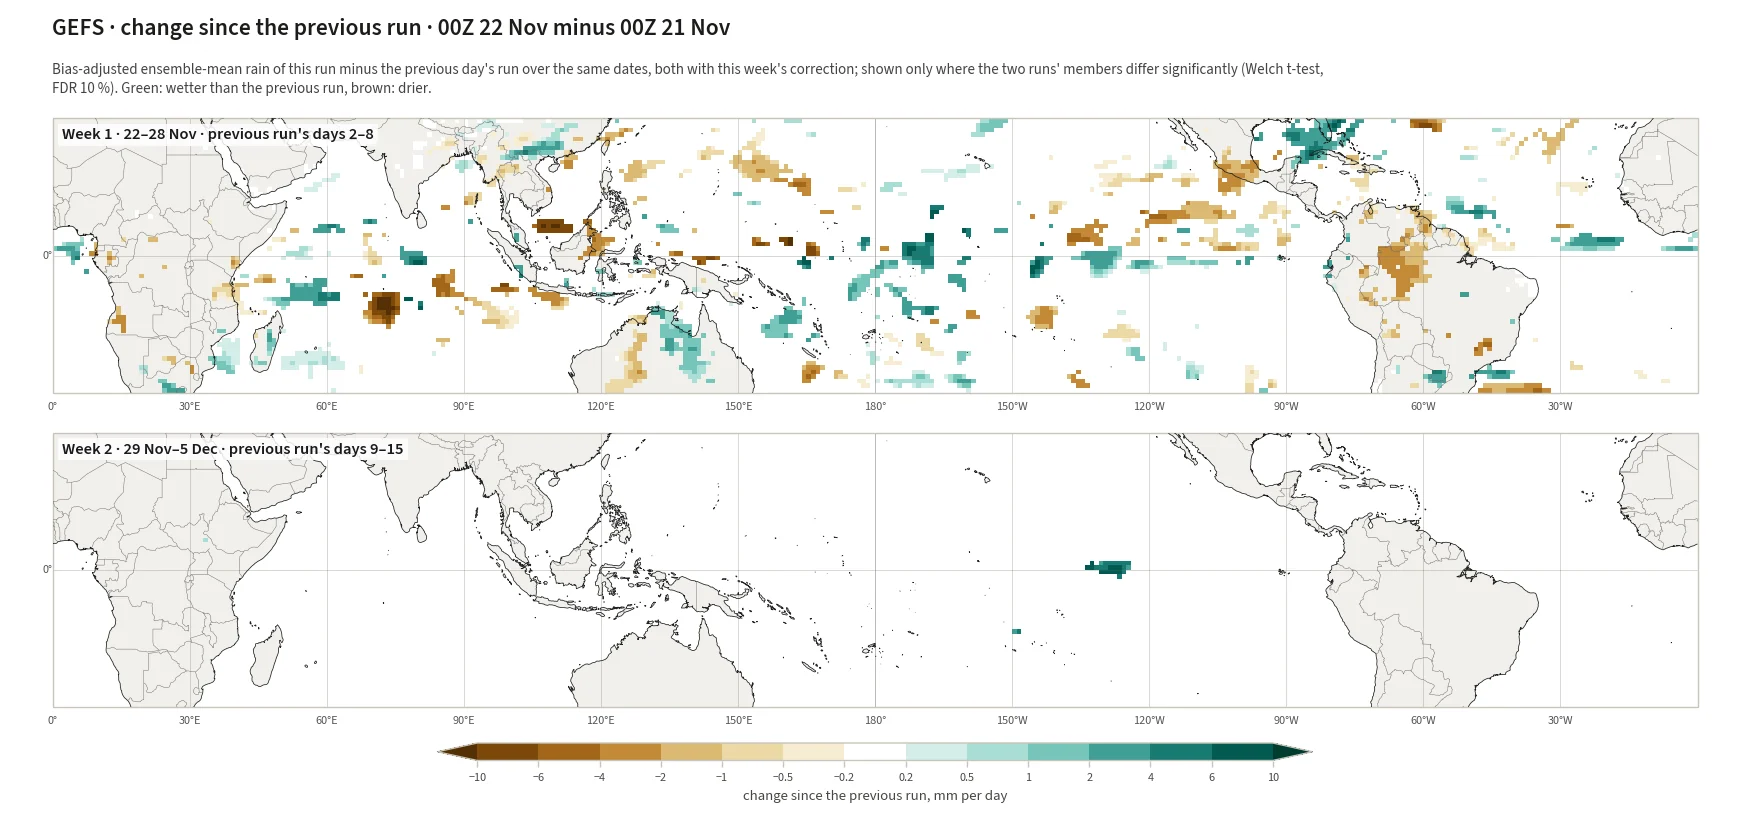 GEFS · change since the previous run · 00Z 22 Nov minus 00Z 21 Nov
Bias-adjusted ensemble-mean rain of this run minus the previous day's run over the same dates, both with this week's correction; shown only where the two runs' members differ significantly (Welch t-test,
FDR 10 %). Green: wetter than the previous run, brown: drier.
Week 1 · 22–28 Nov · previous run's days 2–8
0°
0° 30°E 60°E 90°E 120°E 150°E 180° 150°W 120°W 90°W 60°W 30°W
Week 2 · 29 Nov–5 Dec · previous run's days 9–15
0°
0° 30°E 60°E 90°E 120°E 150°E 180° 150°W 120°W 90°W 60°W 30°W
−10 −6 −4 −2 −1 −0.5 −0.2 0.2 0.5 1 2 4 6 10
change since the previous run, mm per day